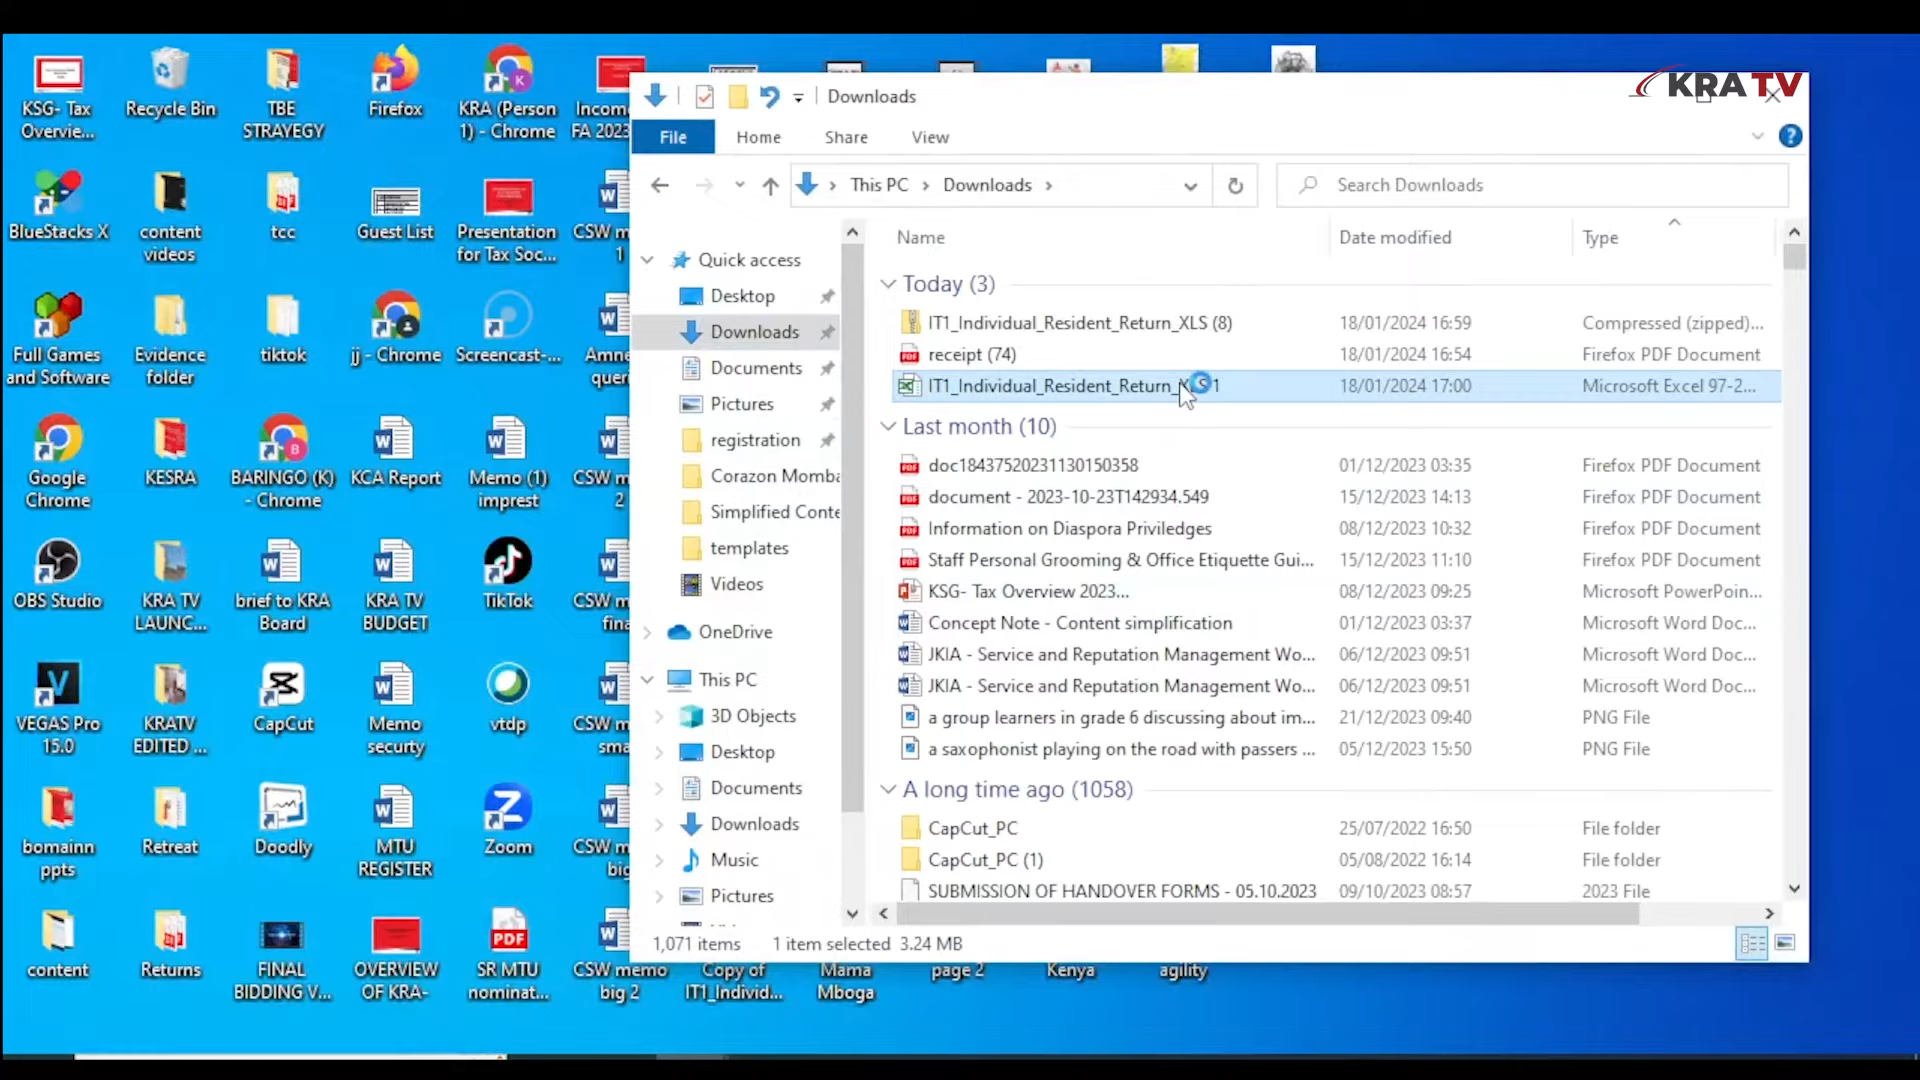 KRA TV
KSG- Tax
Overvie...
Recycle Bin
TBE
STRAYEGY
Firefox
KRA (Person
1) - Chrome
Incom
FA 2023
BlueStacks X
content
videos
tcc
Guest List
Presentation
for Tax Soc...
CSW m
1
Full Games
and Software
Evidence
folder
tiktok
jj - Chrome
Screencast-...
Amne
queri
Google
Chrome
KESRA
BARINGO (K)
- Chrome
KCA Report
Memo (1)
imprest
CSW m
2
OBS Studio
KRA TV
LAUNC...
brief to KRA
Board
KRA TV
BUDGET
TikTok
CSW m
fina
VEGAS Pro
15.0
KRATV
EDITED ...
CapCut
Memo
securty
vtdp
CSW m
sma
bomainn
ppts
Retreat
Doodly
MTU
REGISTER
Zoom
CSW m
big
content
Returns
FINAL
BIDDING V...
OVERVIEW
OF KRA-
SR MTU
nominat...
CSW memo
big 2
Copy of
IT1_Individ...
Mama
Mboga
page 2
Kenya
agility
Downloads
File
Home
Share
View
This PC
Downloads
Search Downloads
Quick access
Desktop
Downloads
Documents
Pictures
registration
Corazon Momba
Simplified Conte
templates
Videos
OneDrive
This PC
3D Objects
Desktop
Documents
Downloads
Music
Pictures
Name Date modified Type
Today (3)
IT1_Individual_Resident_Return_XLS (8) 18/01/2024 16:59 Compressed (zipped)...
receipt (74) 18/01/2024 16:54 Firefox PDF Document
IT1_Individual_Resident_Return_XLS 1 18/01/2024 17:00 Microsoft Excel 97-2...
Last month (10)
doc18437520231130150358 01/12/2023 03:35 Firefox PDF Document
document - 2023-10-23T142934.549 15/12/2023 14:13 Firefox PDF Document
Information on Diaspora Priviledges 08/12/2023 10:32 Firefox PDF Document
Staff Personal Grooming & Office Etiquette Gui... 15/12/2023 11:10 Firefox PDF Document
KSG- Tax Overview 2023... 08/12/2023 09:25 Microsoft PowerPoin...
Concept Note - Content simplification 01/12/2023 03:37 Microsoft Word Doc...
JKIA - Service and Reputation Management Wo... 06/12/2023 09:51 Microsoft Word Doc...
JKIA - Service and Reputation Management Wo... 06/12/2023 09:51 Microsoft Word Doc...
a group learners in grade 6 discussing about im... 21/12/2023 09:40 PNG File
a saxophonist playing on the road with passers ... 05/12/2023 15:50 PNG File
A long time ago (1058)
CapCut_PC 25/07/2022 16:50 File folder
CapCut_PC (1) 05/08/2022 16:14 File folder
SUBMISSION OF HANDOVER FORMS - 05.10.2023 09/10/2023 08:57 2023 File
1,071 items 1 item selected 3.24 MB